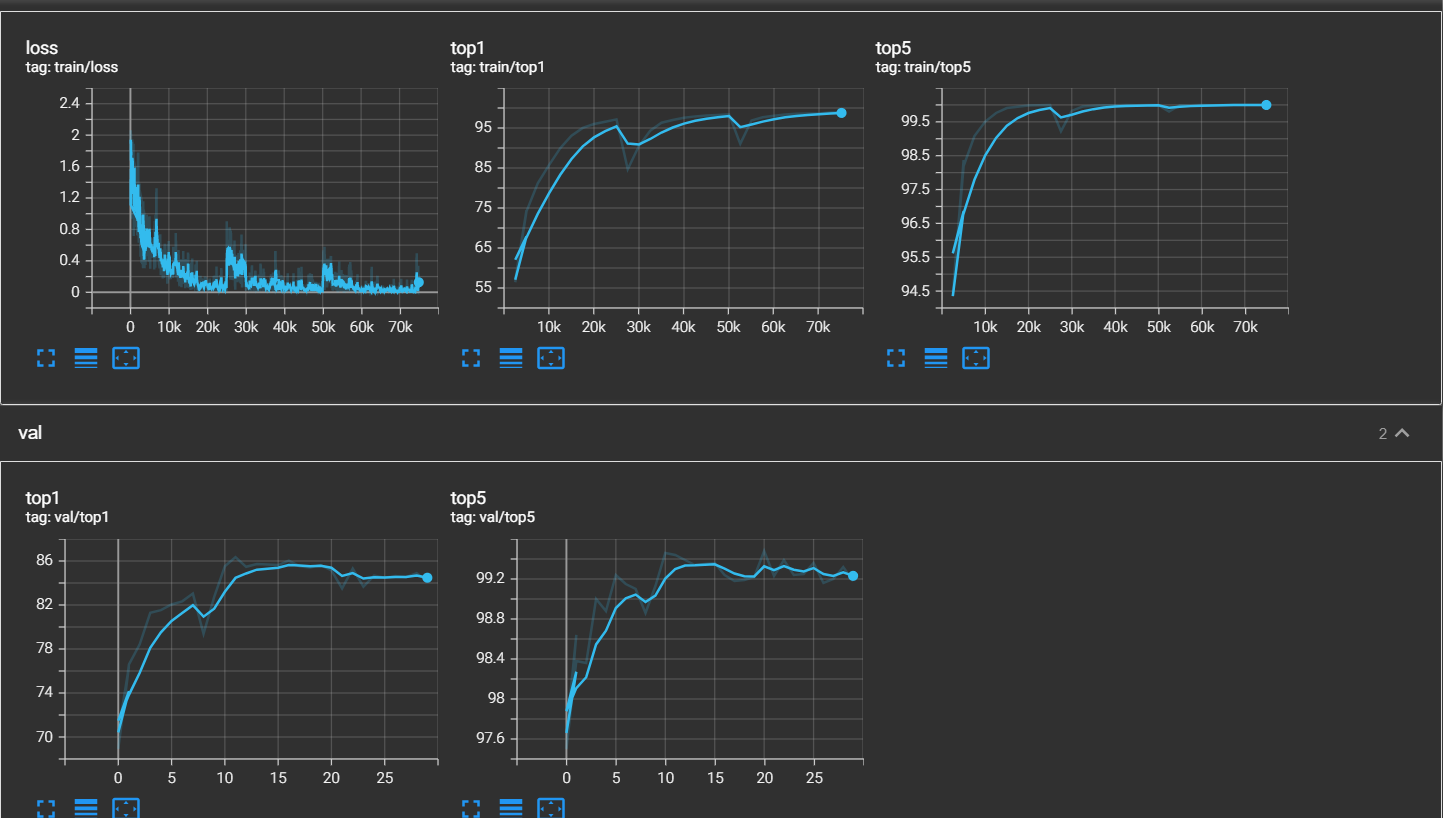 loss
tag: train/loss
2.4
2
1.6
1.2
0.8
0.4
0
0 10k 20k 30k 40k 50k 60k 70k
top1
tag: train/top1
95
85
75
65
55
10k 20k 30k 40k 50k 60k 70k
top5
tag: train/top5
99.5
98.5
97.5
96.5
95.5
94.5
10k 20k 30k 40k 50k 60k 70k
val
2
top1
tag: val/top1
86
82
78
74
70
0 5 10 15 20 25
top5
tag: val/top5
99.2
98.8
98.4
98
97.6
0 5 10 15 20 25